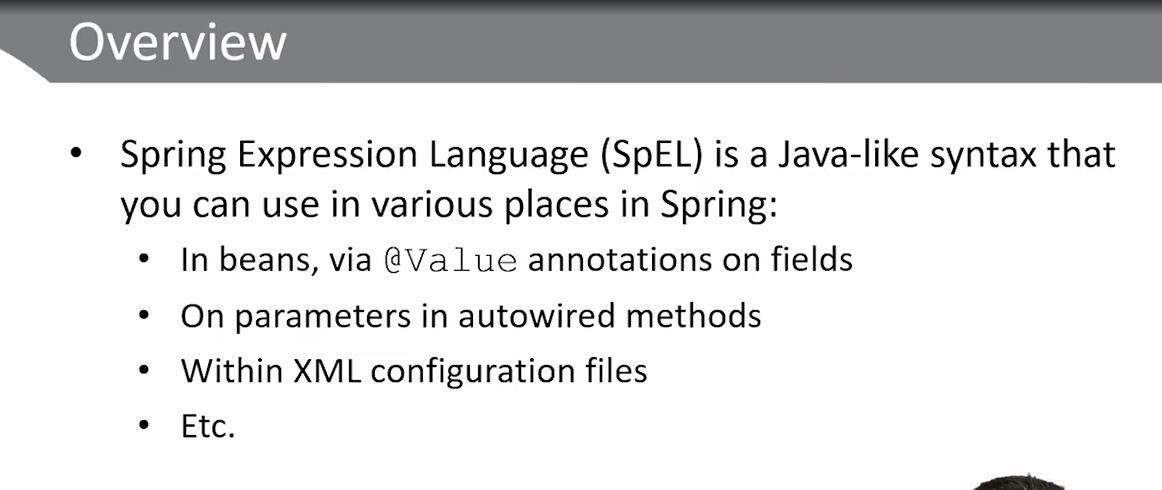 Overview
• Spring Expression Language (SpEL) is a Java-like syntax that
you can use in various places in Spring:
• In beans, via @Value annotations on fields
• On parameters in autowired methods
• Within XML configuration files
• Etc.